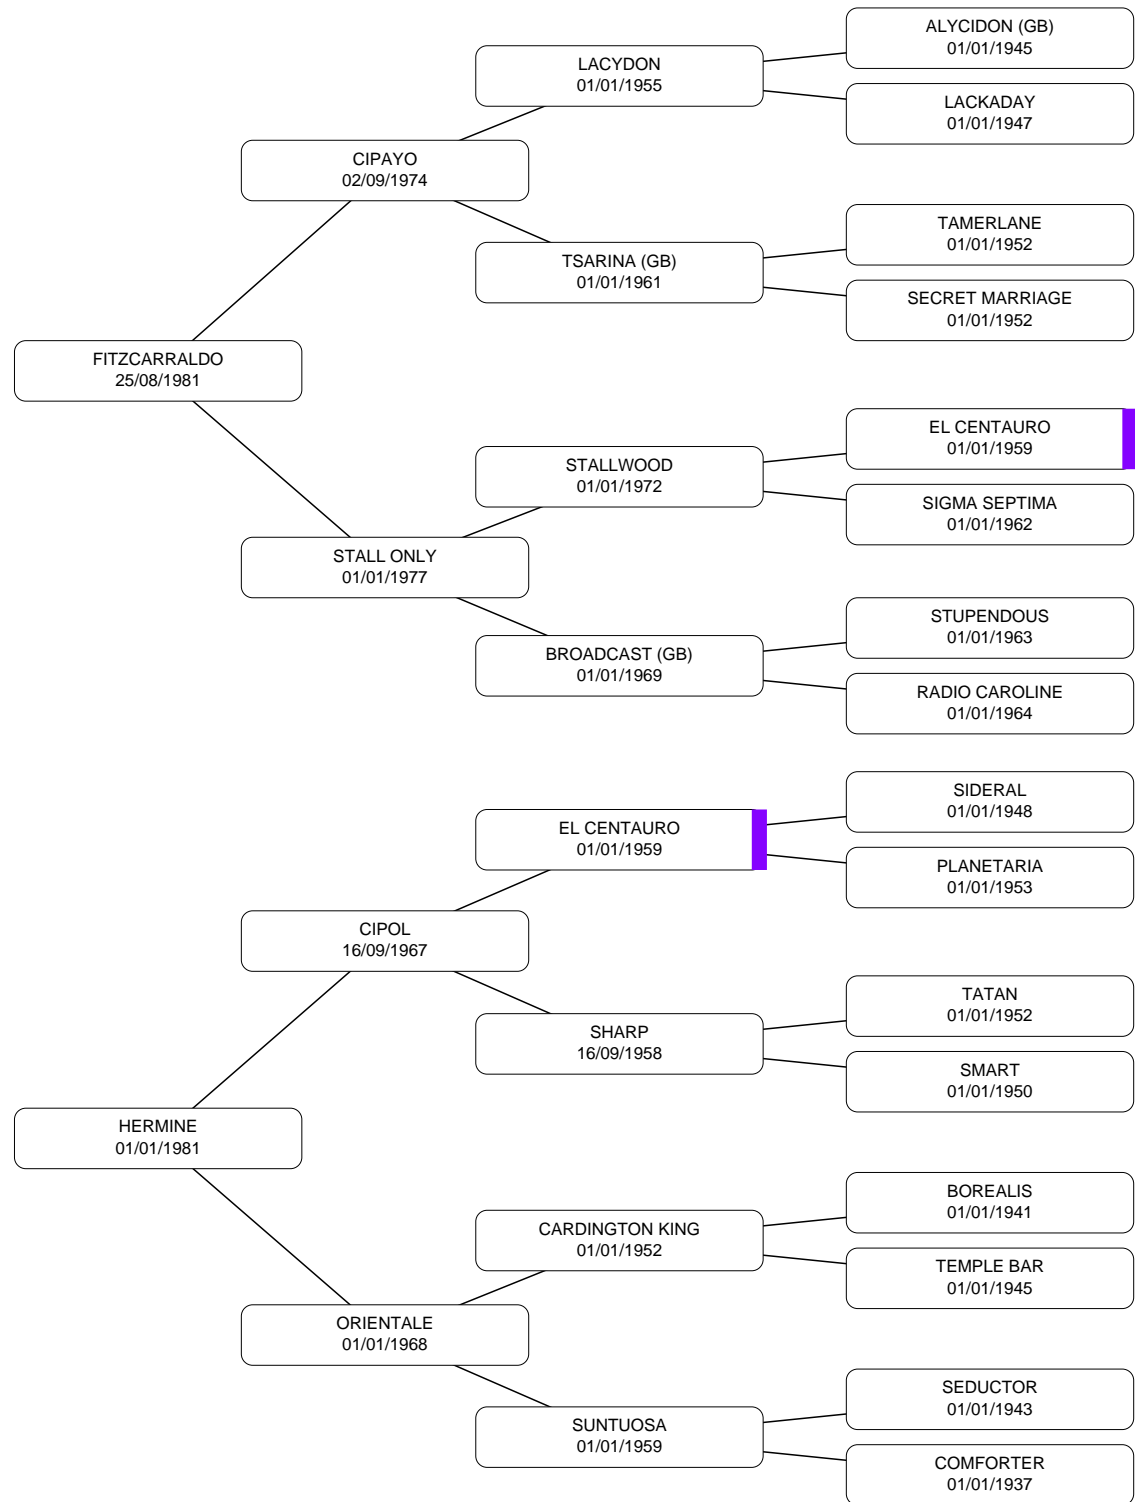 ALYCIDON (GB)
01/01/1945
LACYDON
01/01/1955
LACKADAY
01/01/1947
CIPAYO
02/09/1974
TAMERLANE
01/01/1952
TSARINA (GB)
01/01/1961
SECRET MARRIAGE
01/01/1952
FITZCARRALDO
25/08/1981
EL CENTAURO
01/01/1959
STALLWOOD
01/01/1972
SIGMA SEPTIMA
01/01/1962
STALL ONLY
01/01/1977
STUPENDOUS
01/01/1963
BROADCAST (GB)
01/01/1969
RADIO CAROLINE
01/01/1964
SIDERAL
01/01/1948
EL CENTAURO
01/01/1959
PLANETARIA
01/01/1953
CIPOL
16/09/1967
TATAN
01/01/1952
SHARP
16/09/1958
SMART
01/01/1950
HERMINE
01/01/1981
BOREALIS
01/01/1941
CARDINGTON KING
01/01/1952
TEMPLE BAR
01/01/1945
ORIENTALE
01/01/1968
SEDUCTOR
01/01/1943
SUNTUOSA
01/01/1959
COMFORTER
01/01/1937